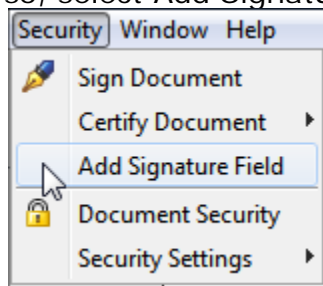 Security Window Help
Sign Document
Certify Document
Add Signature Field
Document Security
Security Settings